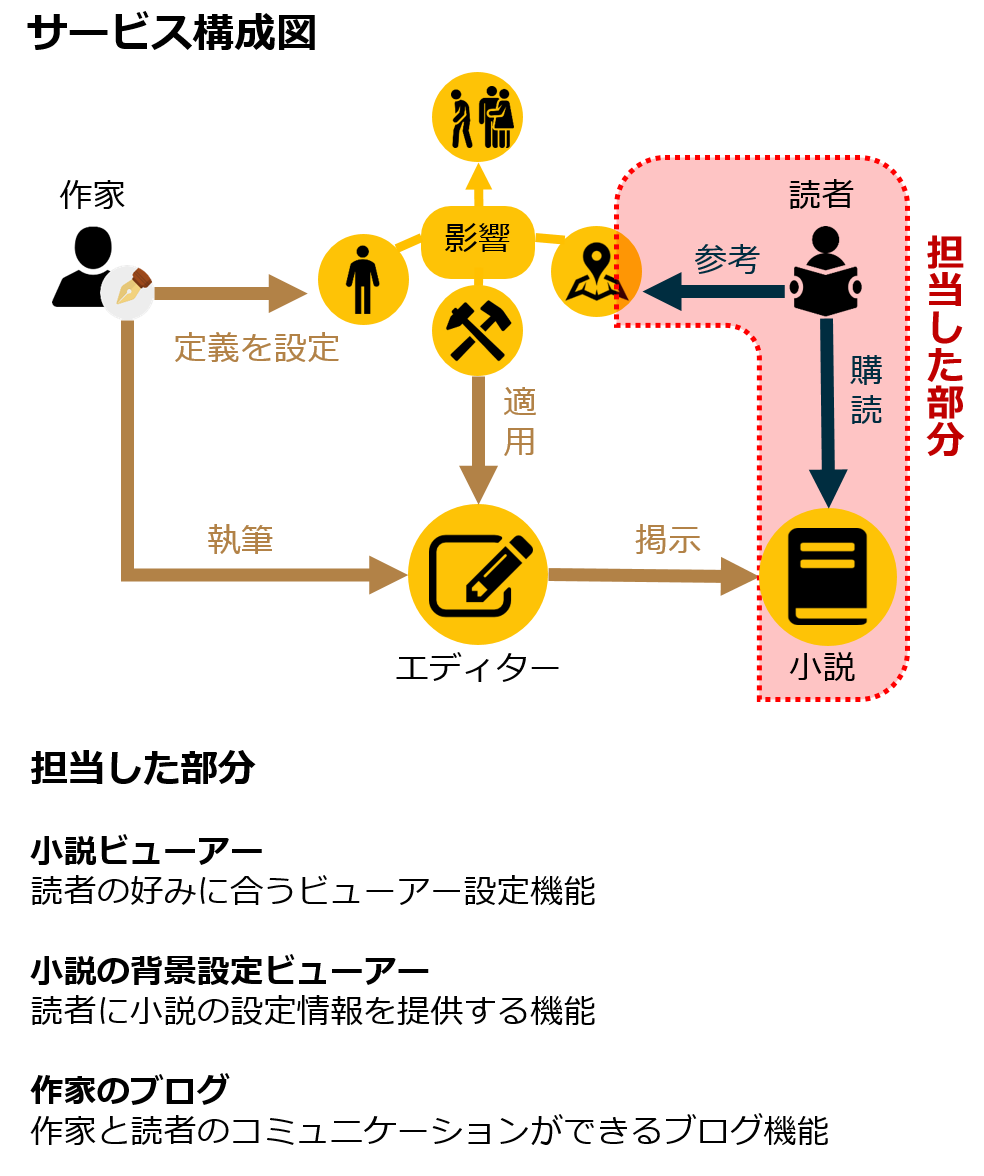 サービス構成図
作家
読者
影響
参考
定義を設定
担当した部分
購読
適用
執筆
掲示
エディター
小説
担当した部分
小説ビューアー
読者の好みに合うビューアー設定機能
小説の背景設定ビューアー
読者に小説の設定情報を提供する機能
作家のブログ
作家と読者のコミュニケーションができるブログ機能